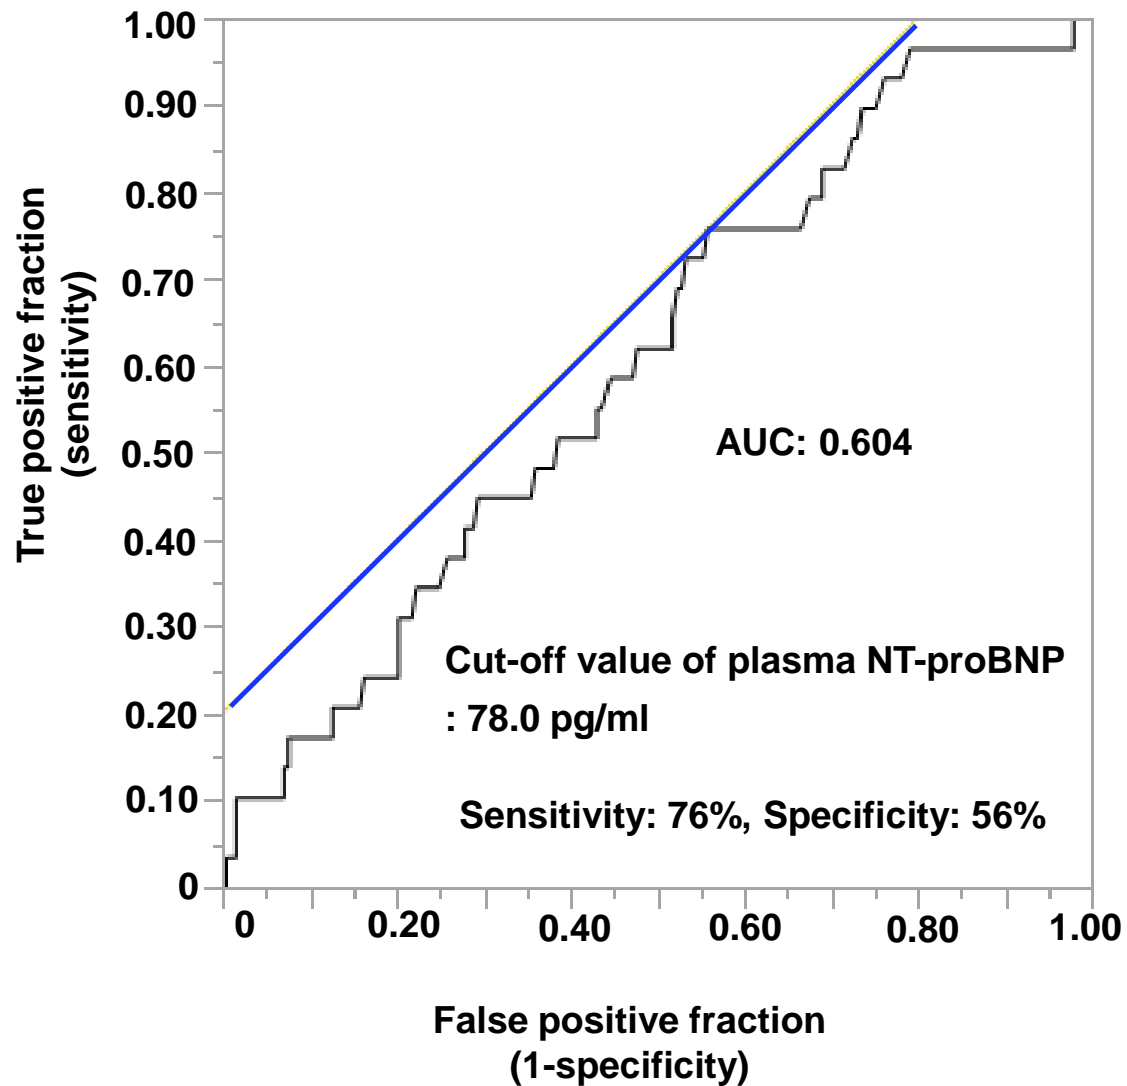 1.00
0.90
0.80
0.70
0.60
0.50
0.40
0.30
0.20
0.10
0
True positive fraction
(sensitivity)
AUC: 0.604
Cut-off value of plasma NT-proBNP
: 78.0 pg/ml
Sensitivity: 76%, Specificity: 56%
0 0.20 0.40 0.60 0.80 1.00
False positive fraction
(1-specificity)